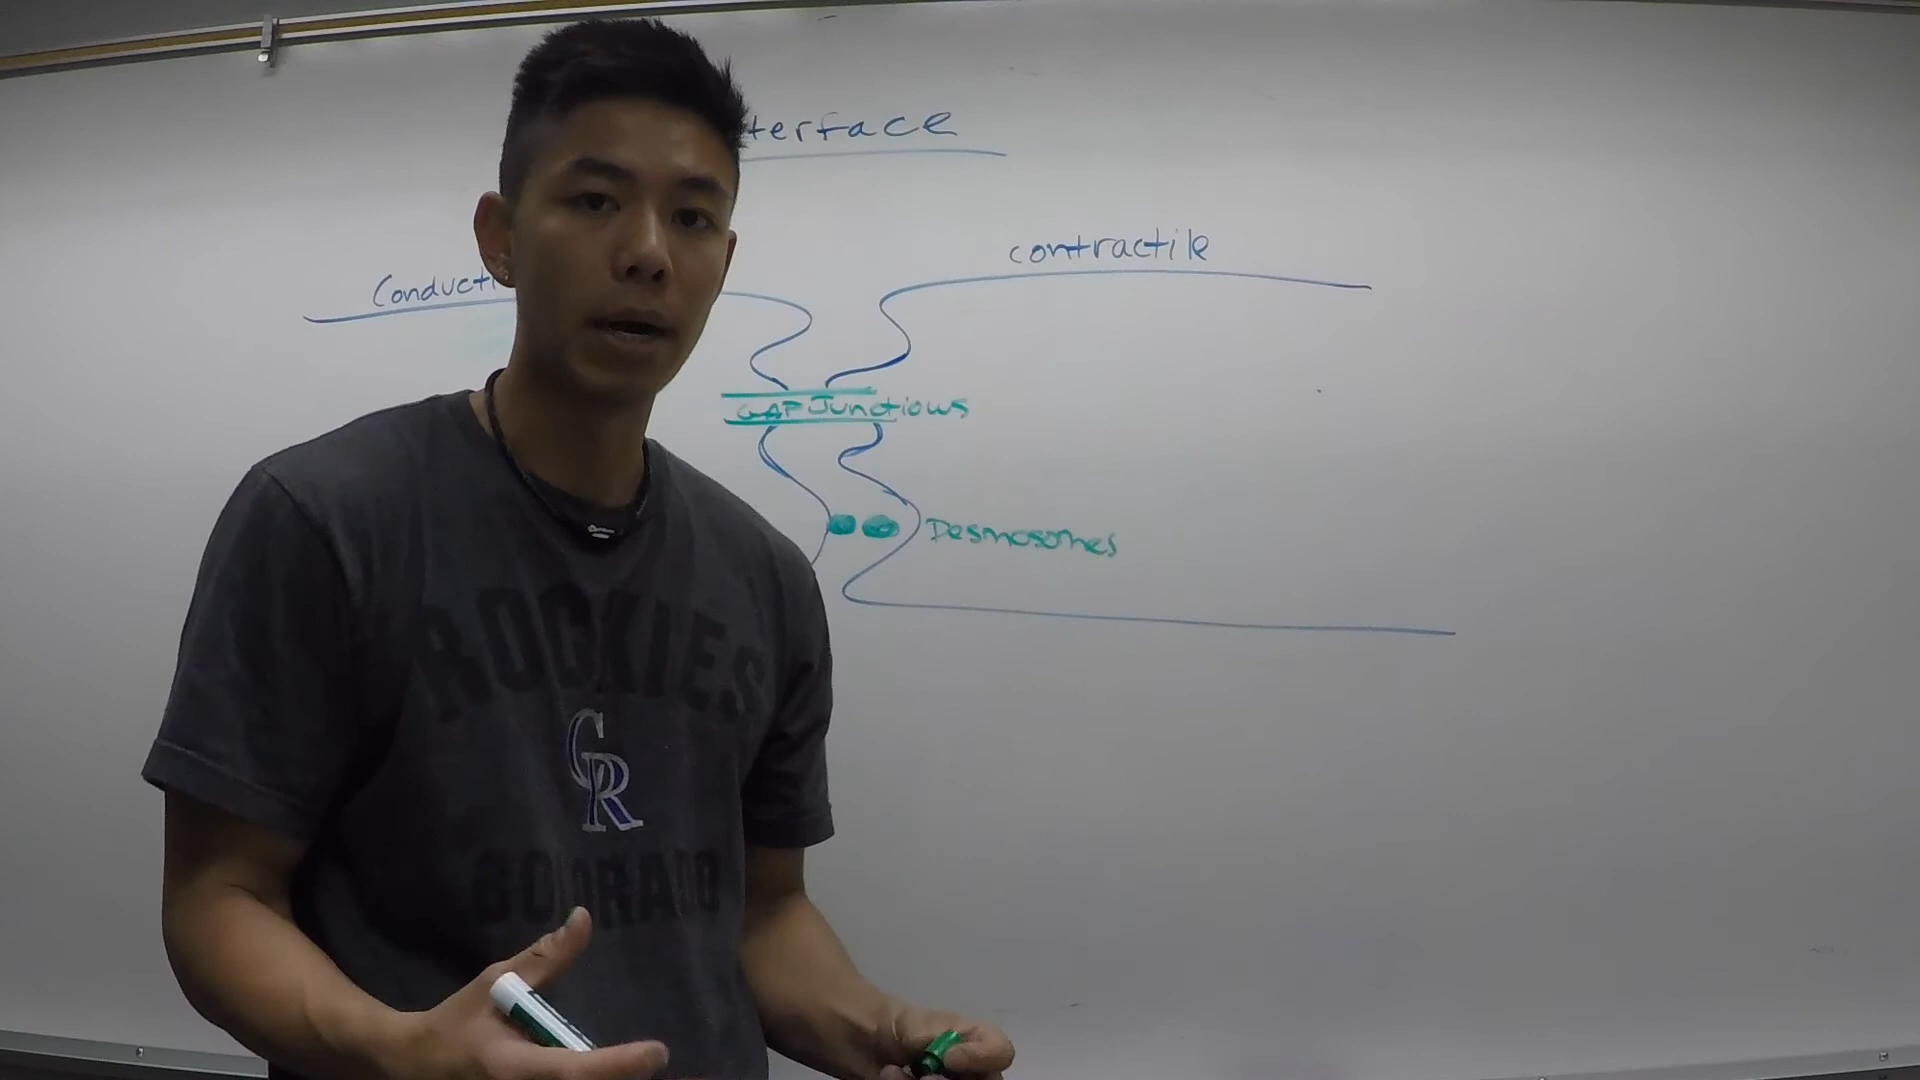 terface
contractile
Conducti
GAP Junctions
Desmosomes
ROCKIES
CR
COLORADO